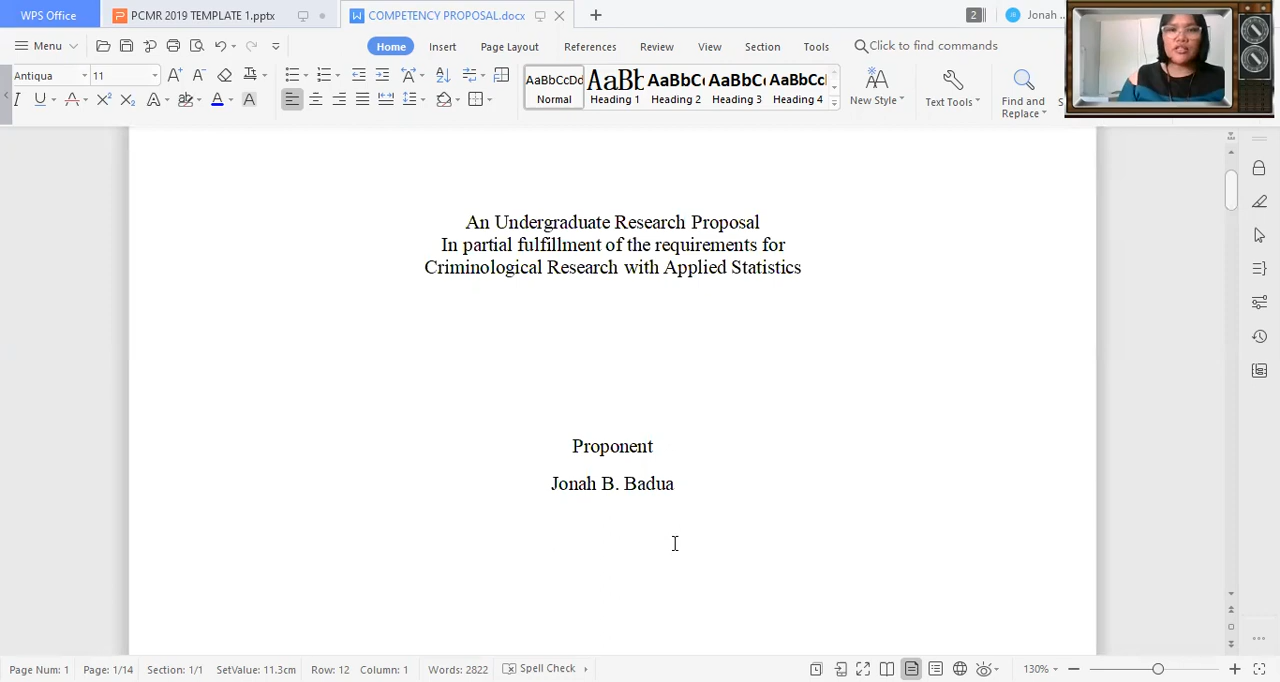 WPS Office
PCMR 2019 TEMPLATE 1.pptx
COMPETENCY PROPOSAL.docx
2
Jonah ...
Menu
Home
Insert
Page Layout
References
Review
View
Section
Tools
Click to find commands
Antiqua
11
AaBbCcDd
Normal
AaBb
Heading 1
AaBbC
Heading 2
AaBbC
Heading 3
AaBbC
Heading 4
New Style
Text Tools
Find and
Replace
An Undergraduate Research Proposal
In partial fulfillment of the requirements for
Criminological Research with Applied Statistics
Proponent
Jonah B. Badua
Page Num: 1
Page: 1/14
Section: 1/1
SetValue: 11.3cm
Row: 12
Column: 1
Words: 2822
Spell Check
130%